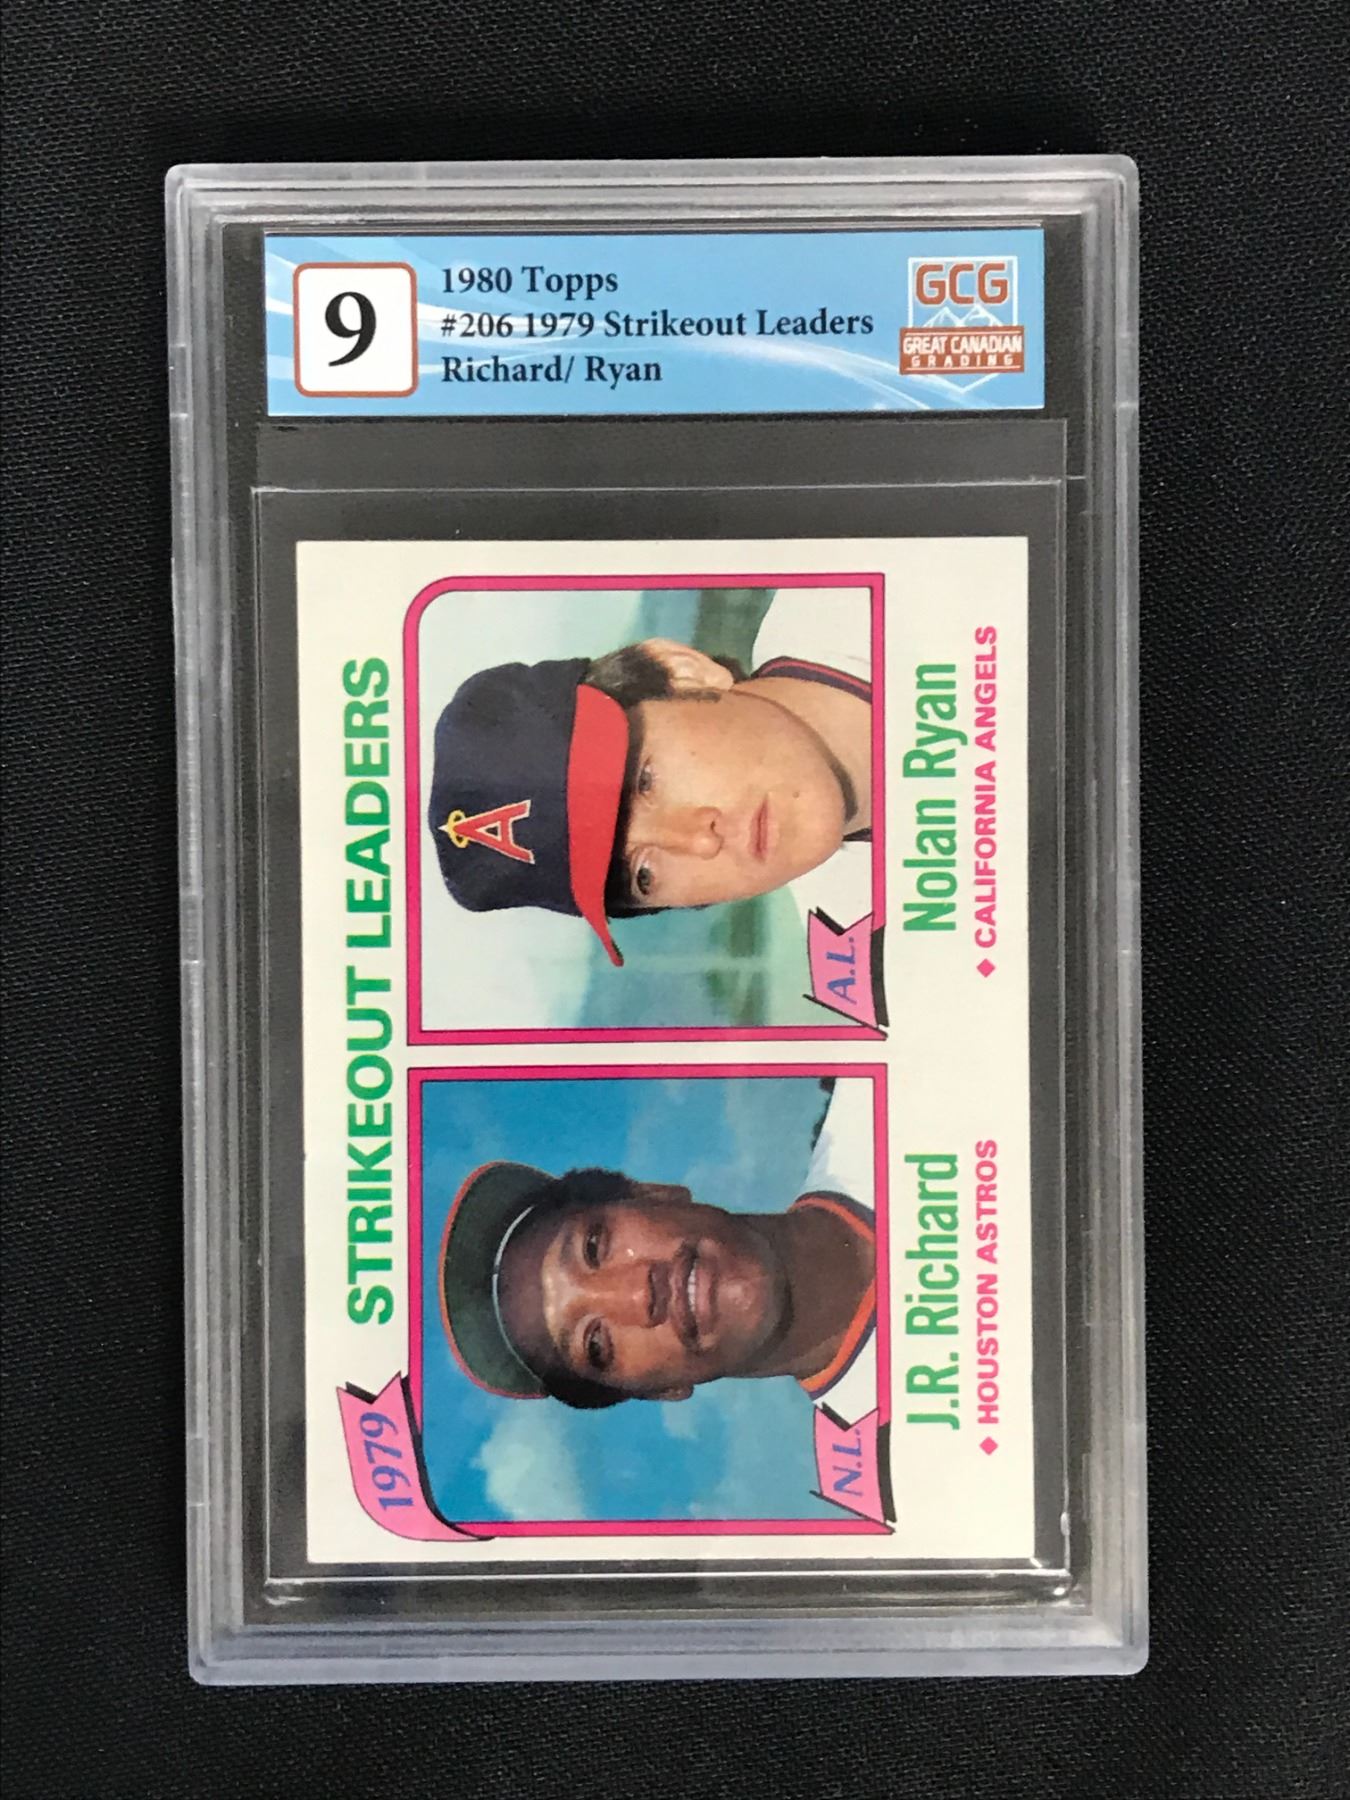 9
1980 Topps
#206 1979 Strikeout Leaders
Richard/ Ryan
GCG
GREAT CANADIAN
GRADING
1979
STRIKEOUT LEADERS
A
N.L.
A.L.
J.R. Richard
◆ HOUSTON ASTROS
Nolan Ryan
◆ CALIFORNIA ANGELS